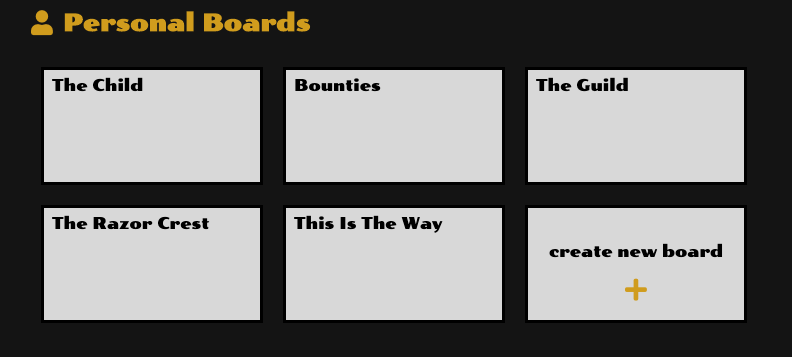 Personal Boards
The Child
Bounties
The Guild
The Razor Crest
This Is The Way
create new board